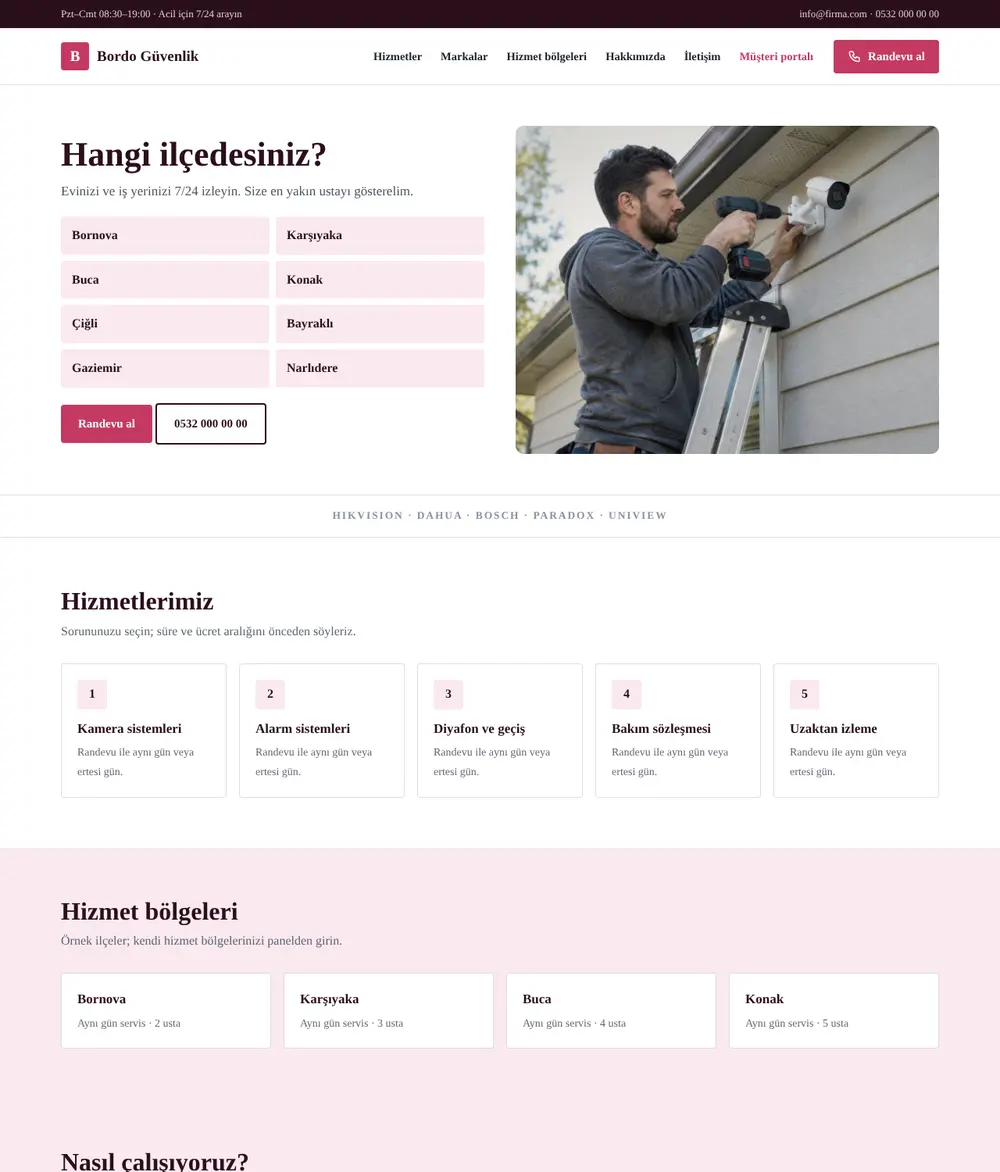 Pzt–Cmt 08:30–19:00 · Acil için 7/24 arayın
info@firma.com · 0532 000 00 00
B Bordo Güvenlik
Hizmetler Markalar Hizmet bölgeleri Hakkımızda İletişim Müşteri portalı Randevu al
Hangi ilçedesiniz?
Evinizi ve iş yerinizi 7/24 izleyin. Size en yakın ustayı gösterelim.
Bornova Karşıyaka
Buca Konak
Çiğli Bayraklı
Gaziemir Narlıdere
Randevu al 0532 000 00 00
HIKVISION · DAHUA · BOSCH · PARADOX · UNIVIEW
Hizmetlerimiz
Sorununuzu seçin; süre ve ücret aralığını önceden söyleriz.
1
Kamera sistemleri
Randevu ile aynı gün veya
ertesi gün.
2
Alarm sistemleri
Randevu ile aynı gün veya
ertesi gün.
3
Diyafon ve geçiş
Randevu ile aynı gün veya
ertesi gün.
4
Bakım sözleşmesi
Randevu ile aynı gün veya
ertesi gün.
5
Uzaktan izleme
Randevu ile aynı gün veya
ertesi gün.
Hizmet bölgeleri
Örnek ilçeler; kendi hizmet bölgelerinizi panelden girin.
Bornova
Aynı gün servis · 2 usta
Karşıyaka
Aynı gün servis · 3 usta
Buca
Aynı gün servis · 4 usta
Konak
Aynı gün servis · 5 usta
Nasıl çalışıyoruz?